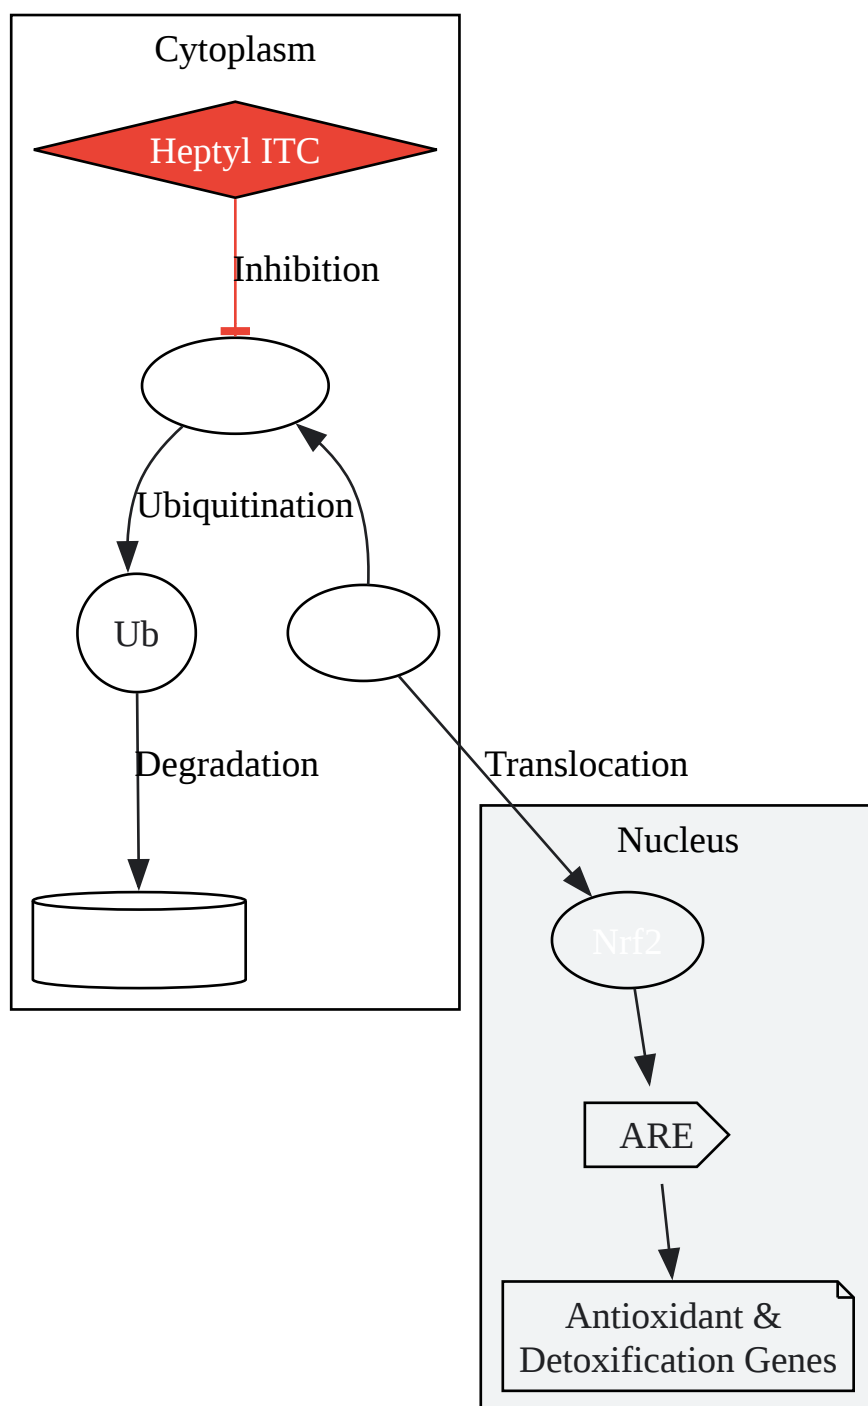 Cytoplasm
Heptyl ITC
Inhibition
Ubiquitination
Ub
Degradation
Translocation
Nucleus
Nrf2
ARE
Antioxidant &
Detoxification Genes